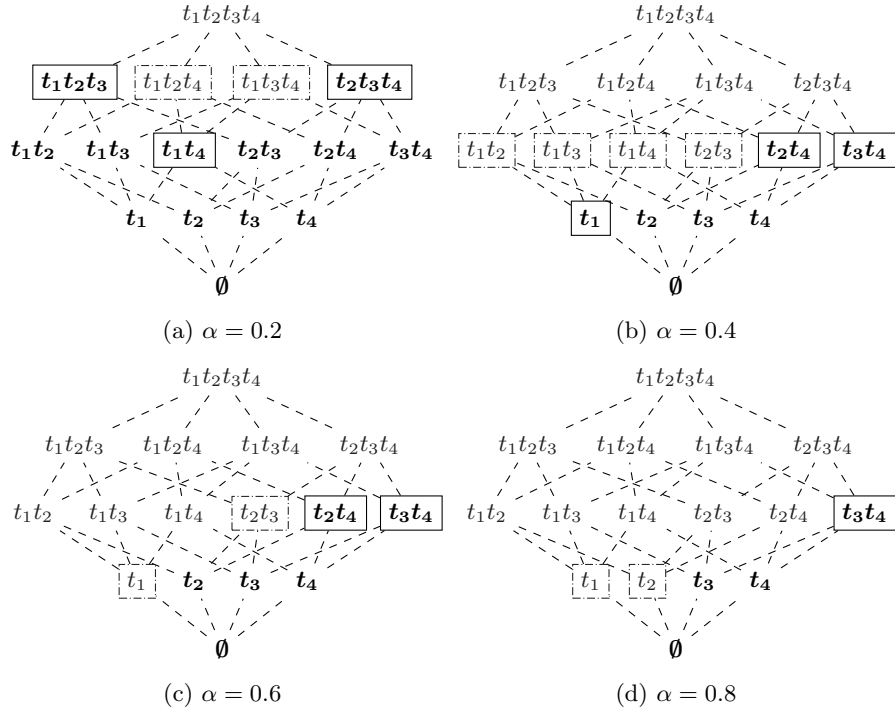 t₁t₂t₃t₄ t₁t₂t₃t₄
t₁t₂t₃ t₁t₂t₄ t₁t₃t₄ t₂t₃t₄ t₁t₂t₃ t₁t₂t₄ t₁t₃t₄ t₂t₃t₄
t₁t₂ t₁t₃ t₁t₄ t₂t₃ t₂t₄ t₃t₄ t₁t₂ t₁t₃ t₁t₄ t₂t₃ t₂t₄ t₃t₄
t₁ t₂ t₃ t₄ t₁ t₂ t₃ t₄
∅ ∅
(a) α = 0.2 (b) α = 0.4
t₁t₂t₃t₄ t₁t₂t₃t₄
t₁t₂t₃ t₁t₂t₄ t₁t₃t₄ t₂t₃t₄ t₁t₂t₃ t₁t₂t₄ t₁t₃t₄ t₂t₃t₄
t₁t₂ t₁t₃ t₁t₄ t₂t₃ t₂t₄ t₃t₄ t₁t₂ t₁t₃ t₁t₄ t₂t₃ t₂t₄ t₃t₄
t₁ t₂ t₃ t₄ t₁ t₂ t₃ t₄
∅ ∅
(c) α = 0.6 (d) α = 0.8